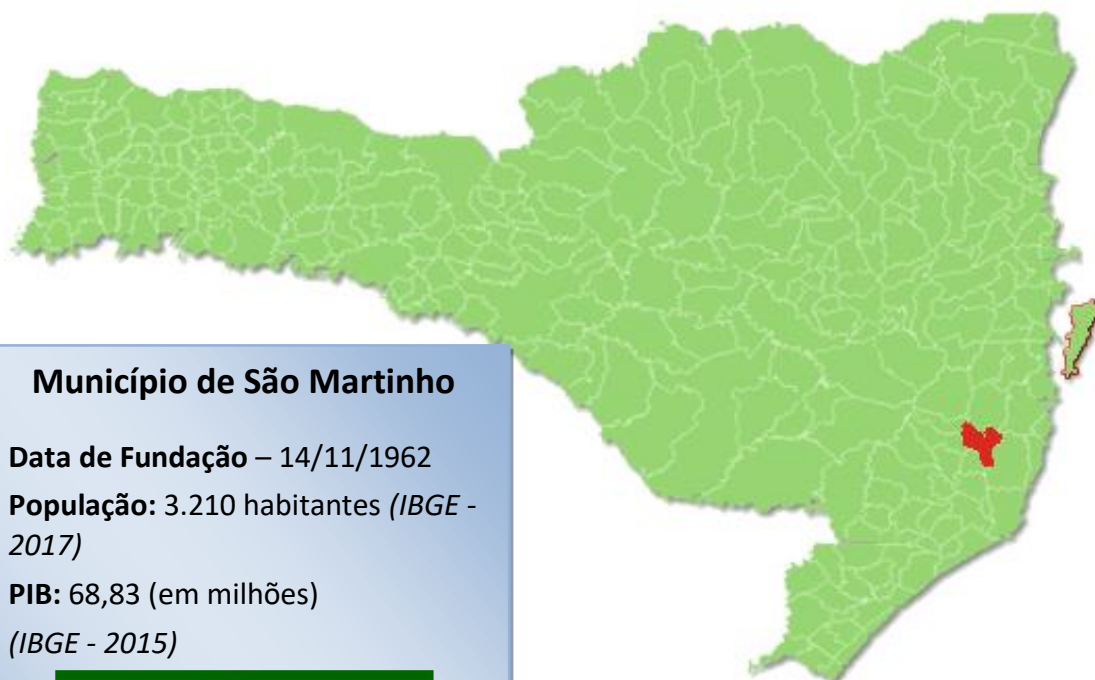 Município de São Martinho
Data de Fundação – 14/11/1962
População: 3.210 habitantes (IBGE -
2017)
PIB: 68,83 (em milhões)
(IBGE - 2015)